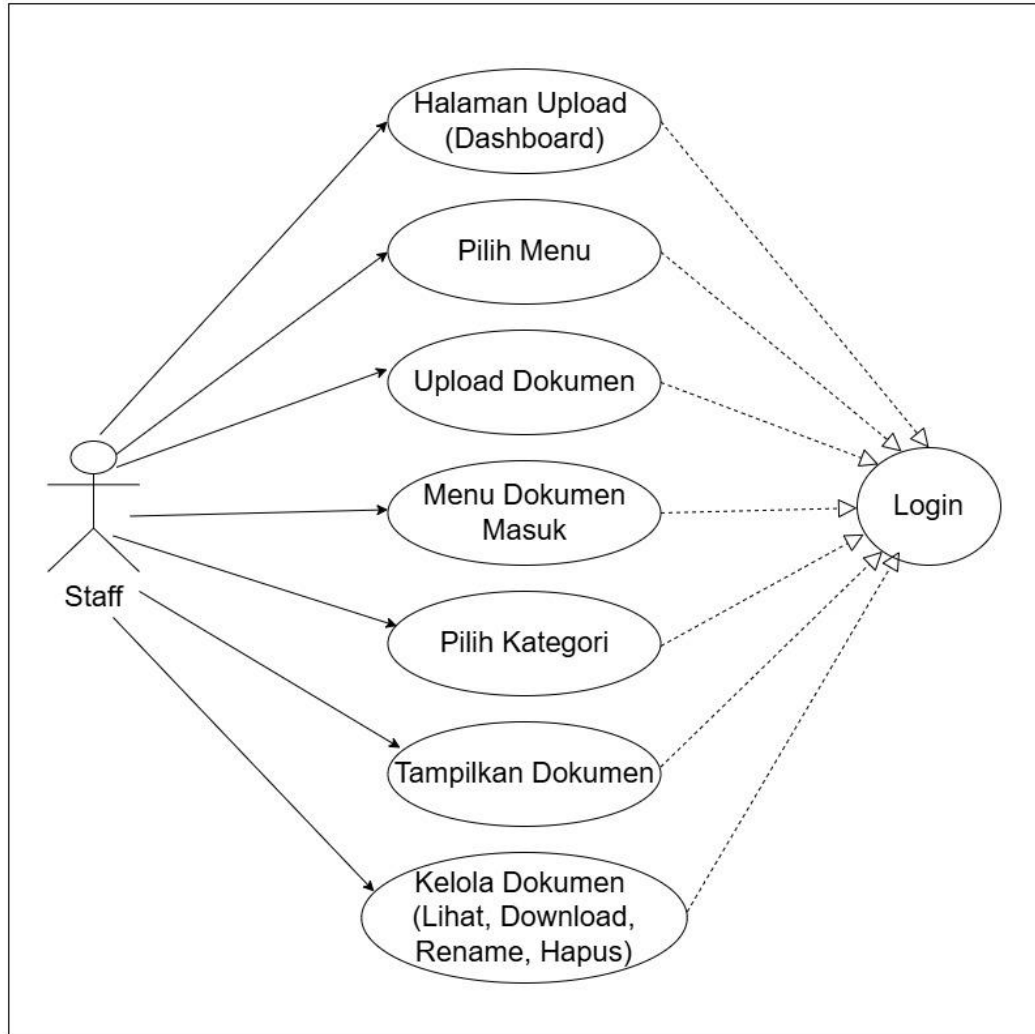 Halaman Upload
(Dashboard)
Pilih Menu
Upload Dokumen
Menu Dokumen
Masuk
Login
Staff
Pilih Kategori
Tampilkan Dokumen
Kelola Dokumen
(Lihat, Download,
Rename, Hapus)